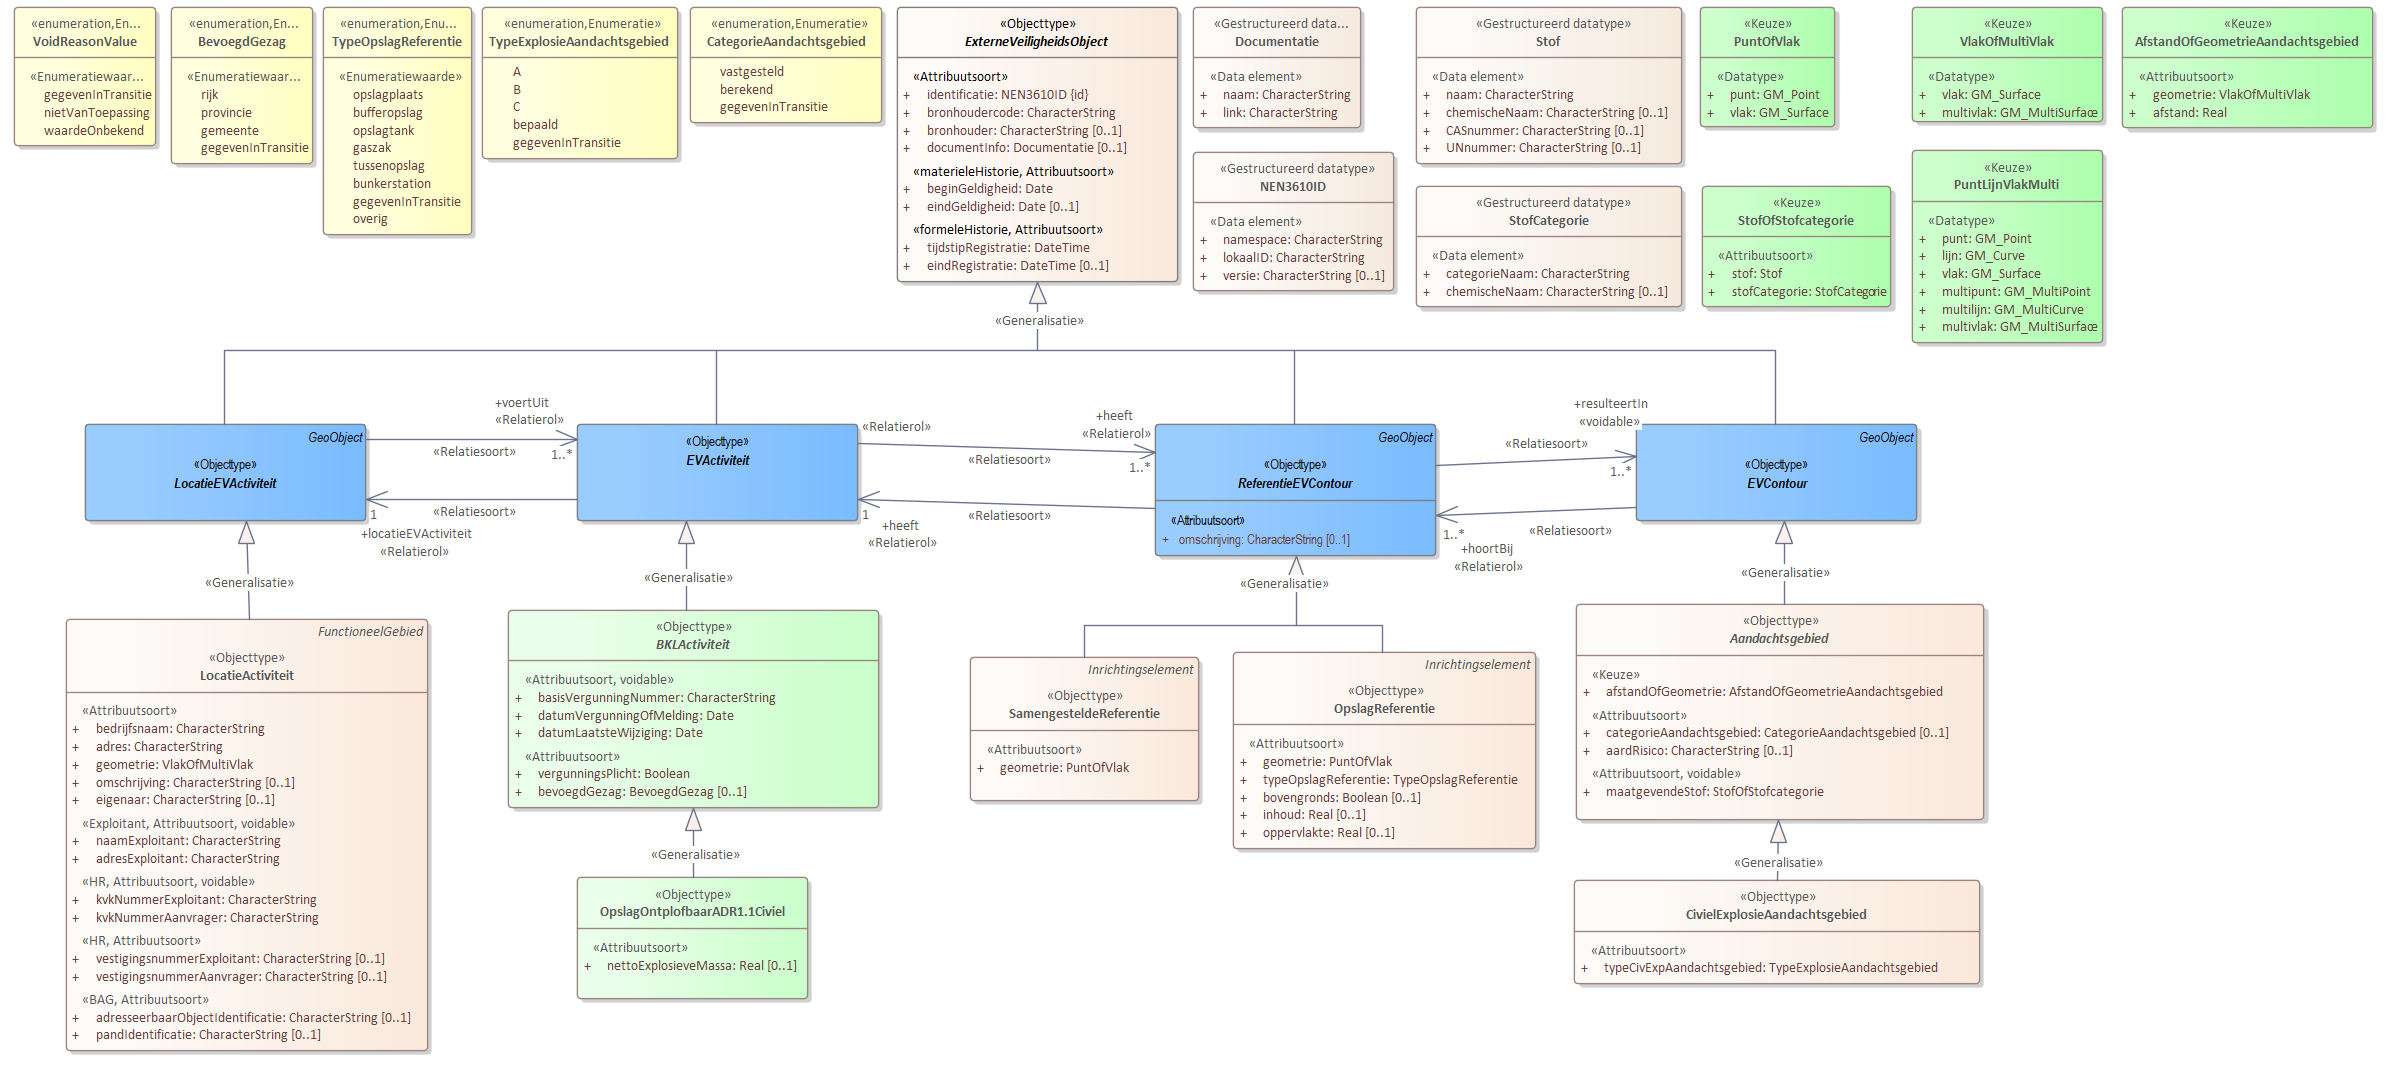 «enumeration,En...
VoidReasonValue
«Enumeratiewaar...
gegevenInTransitie
nietVanToepassing
waardeOnbekend
«enumeration,En...
BevoegdGezag
«Enumeratiewaar...
rijk
provincie
gemeente
gegevenInTransitie
«enumeration,Enu...
TypeOpslagReferentie
«Enumeratiewaarde»
opslagplaats
bufferopslag
opslagtank
gaszak
tussenopslag
bunkerstation
gegevenInTransitie
overig
«enumeration,Enumeratie»
TypeExplosieAandachtsgebied
A
B
C
bepaald
gegevenInTransitie
«enumeration,Enumeratie»
CategorieAandachtsgebied
vastgesteld
berekend
gegevenInTransitie
«Objecttype»
ExterneVeiligheidsObject
«Attribuutsoort»
+ identificatie: NEN3610ID {id}
+ bronhoudercode: CharacterString
+ bronhouder: CharacterString [0..1]
+ documentInfo: Documentatie [0..1]
«materieleHistorie, Attribuutsoort»
+ beginGeldigheid: Date
+ eindGeldigheid: Date [0..1]
«formeleHistorie, Attribuutsoort»
+ tijdstipRegistratie: DateTime
+ eindRegistratie: DateTime [0..1]
«Gestructureerd data...
Documentatie
«Data element»
+ naam: CharacterString
+ link: CharacterString
«Gestructureerd datatype»
NEN3610ID
«Data element»
+ namespace: CharacterString
+ lokaalID: CharacterString
+ versie: CharacterString [0..1]
«Gestructureerd datatype»
Stof
«Data element»
+ naam: CharacterString
+ chemischeNaam: CharacterString [0..1]
+ CASnummer: CharacterString [0..1]
+ UNnummer: CharacterString [0..1]
«Gestructureerd datatype»
StofCategorie
«Data element»
+ categorieNaam: CharacterString
+ chemischeNaam: CharacterString [0..1]
«Keuze»
PuntOfVlak
«Datatype»
+ punt: GM_Point
+ vlak: GM_Surface
«Keuze»
StofOfStofcategorie
«Attribuutsoort»
+ stof: Stof
+ stofCategorie: StofCategorie
«Keuze»
VlakOfMultiVlak
«Datatype»
+ vlak: GM_Surface
+ multivlak: GM_MultiSurface
«Keuze»
PuntLijnVlakMulti
«Datatype»
+ punt: GM_Point
+ lijn: GM_Curve
+ vlak: GM_Surface
+ multipunt: GM_MultiPoint
+ multilijn: GM_MultiCurve
+ multivlak: GM_MultiSurface
«Keuze»
AfstandOfGeometrieAandachtsgebied
«Attribuutsoort»
+ geometrie: VlakOfMultiVlak
+ afstand: Real
«Generalisatie»
GeoObject
«Objecttype»
LocatieEVActiviteit
+voertUit
«Relatierol»
«Relatiesoort»
1..*
«Relatiesoort»
1
+locatieEVActiviteit
«Relatierol»
«Objecttype»
EVActiviteit
«Relatierol»
+heeft
«Relatierol»
«Relatiesoort»
1..*
«Relatiesoort»
1
+heeft
«Relatierol»
GeoObject
«Objecttype»
ReferentieEVContour
«Attribuutsoort»
+ omschrijving: CharacterString [0..1]
+resulteertIn
«voidable»
«Relatiesoort»
1..*
«Relatiesoort»
1..*
+hoortBij
«Relatierol»
GeoObject
«Objecttype»
EVContour
«Generalisatie»
«Generalisatie»
«Generalisatie»
«Generalisatie»
FunctioneelGebied
«Objecttype»
LocatieActiviteit
«Attribuutsoort»
+ bedrijfsnaam: CharacterString
+ adres: CharacterString
+ geometrie: VlakOfMultiVlak
+ omschrijving: CharacterString [0..1]
+ eigenaar: CharacterString [0..1]
«Exploitant, Attribuutsoort, voidable»
+ naamExploitant: CharacterString
+ adresExploitant: CharacterString
«HR, Attribuutsoort, voidable»
+ kvkNummerExploitant: CharacterString
+ kvkNummerAanvrager: CharacterString
«HR, Attribuutsoort»
+ vestigingsnummerExploitant: CharacterString [0..1]
+ vestigingsnummerAanvrager: CharacterString [0..1]
«BAG, Attribuutsoort»
+ adresseerbaarObjectIdentificatie: CharacterString [0..1]
+ pandIdentificatie: CharacterString [0..1]
«Objecttype»
BKLActiviteit
«Attribuutsoort, voidable»
+ basisVergunningNummer: CharacterString
+ datumVergunningOfMelding: Date
+ datumLaatsteWijziging: Date
«Attribuutsoort»
+ vergunningsPlicht: Boolean
+ bevoegdGezag: BevoegdGezag [0..1]
«Generalisatie»
«Objecttype»
OpslagOntplofbaarADR1.1Civiel
«Attribuutsoort»
+ nettoExplosieveMassa: Real [0..1]
Inrichtingselement
«Objecttype»
SamengesteldeReferentie
«Attribuutsoort»
+ geometrie: PuntOfVlak
Inrichtingselement
«Objecttype»
OpslagReferentie
«Attribuutsoort»
+ geometrie: PuntOfVlak
+ typeOpslagReferentie: TypeOpslagReferentie
+ bovengronds: Boolean [0..1]
+ inhoud: Real [0..1]
+ oppervlakte: Real [0..1]
«Objecttype»
Aandachtsgebied
«Keuze»
+ afstandOfGeometrie: AfstandOfGeometrieAandachtsgebied
«Attribuutsoort»
+ categorieAandachtsgebied: CategorieAandachtsgebied [0..1]
+ aardRisico: CharacterString [0..1]
«Attribuutsoort, voidable»
+ maatgevendeStof: StofOfStofcategorie
«Generalisatie»
«Objecttype»
CivielExplosieAandachtsgebied
«Attribuutsoort»
+ typeCivExpAandachtsgebied: TypeExplosieAandachtsgebied